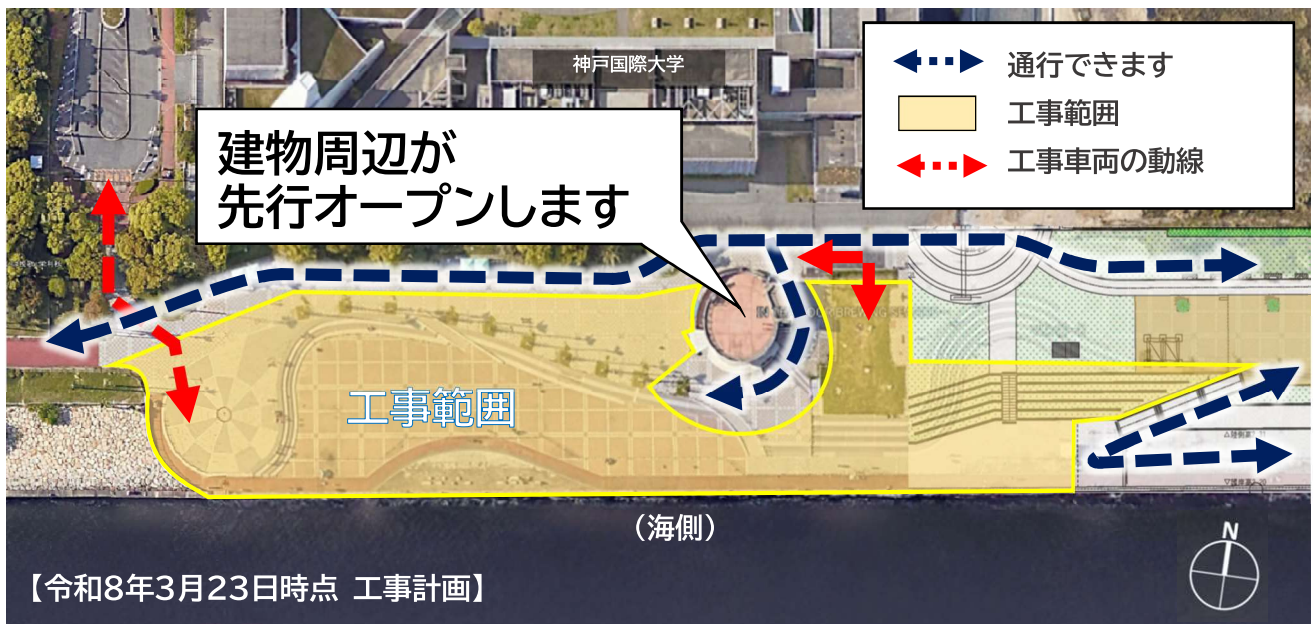 神戸国際大学
通行できます
工事範囲
工事車両の動線
建物周辺が
先行オープンします
工事範囲
(海側)
N
【令和8年3月23日時点 工事計画】